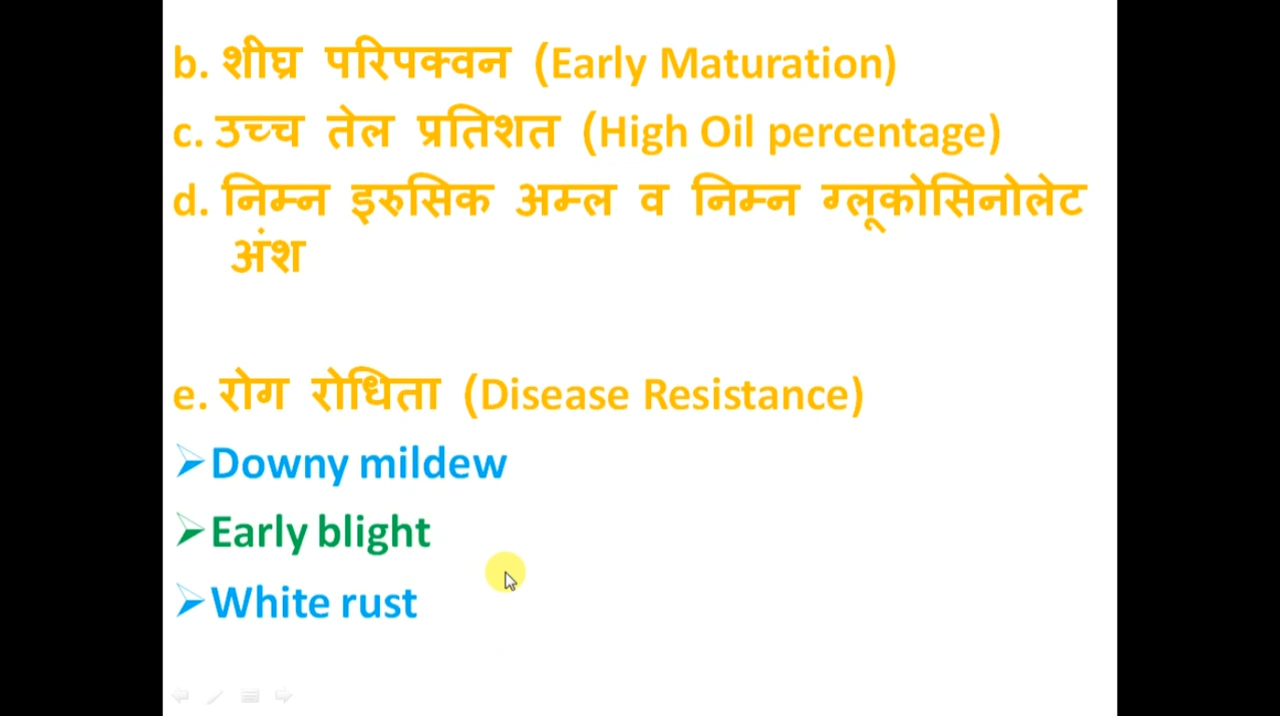 b. शीघ्र परिपक्वन (Early Maturation)
c. उच्च तेल प्रतिशत (High Oil percentage)
d. निम्न इरुसिक अम्ल व निम्न ग्लूकोसिनोलेट
अंश
e. रोग रोधिता (Disease Resistance)
➢Downy mildew
➢Early blight
➢White rust